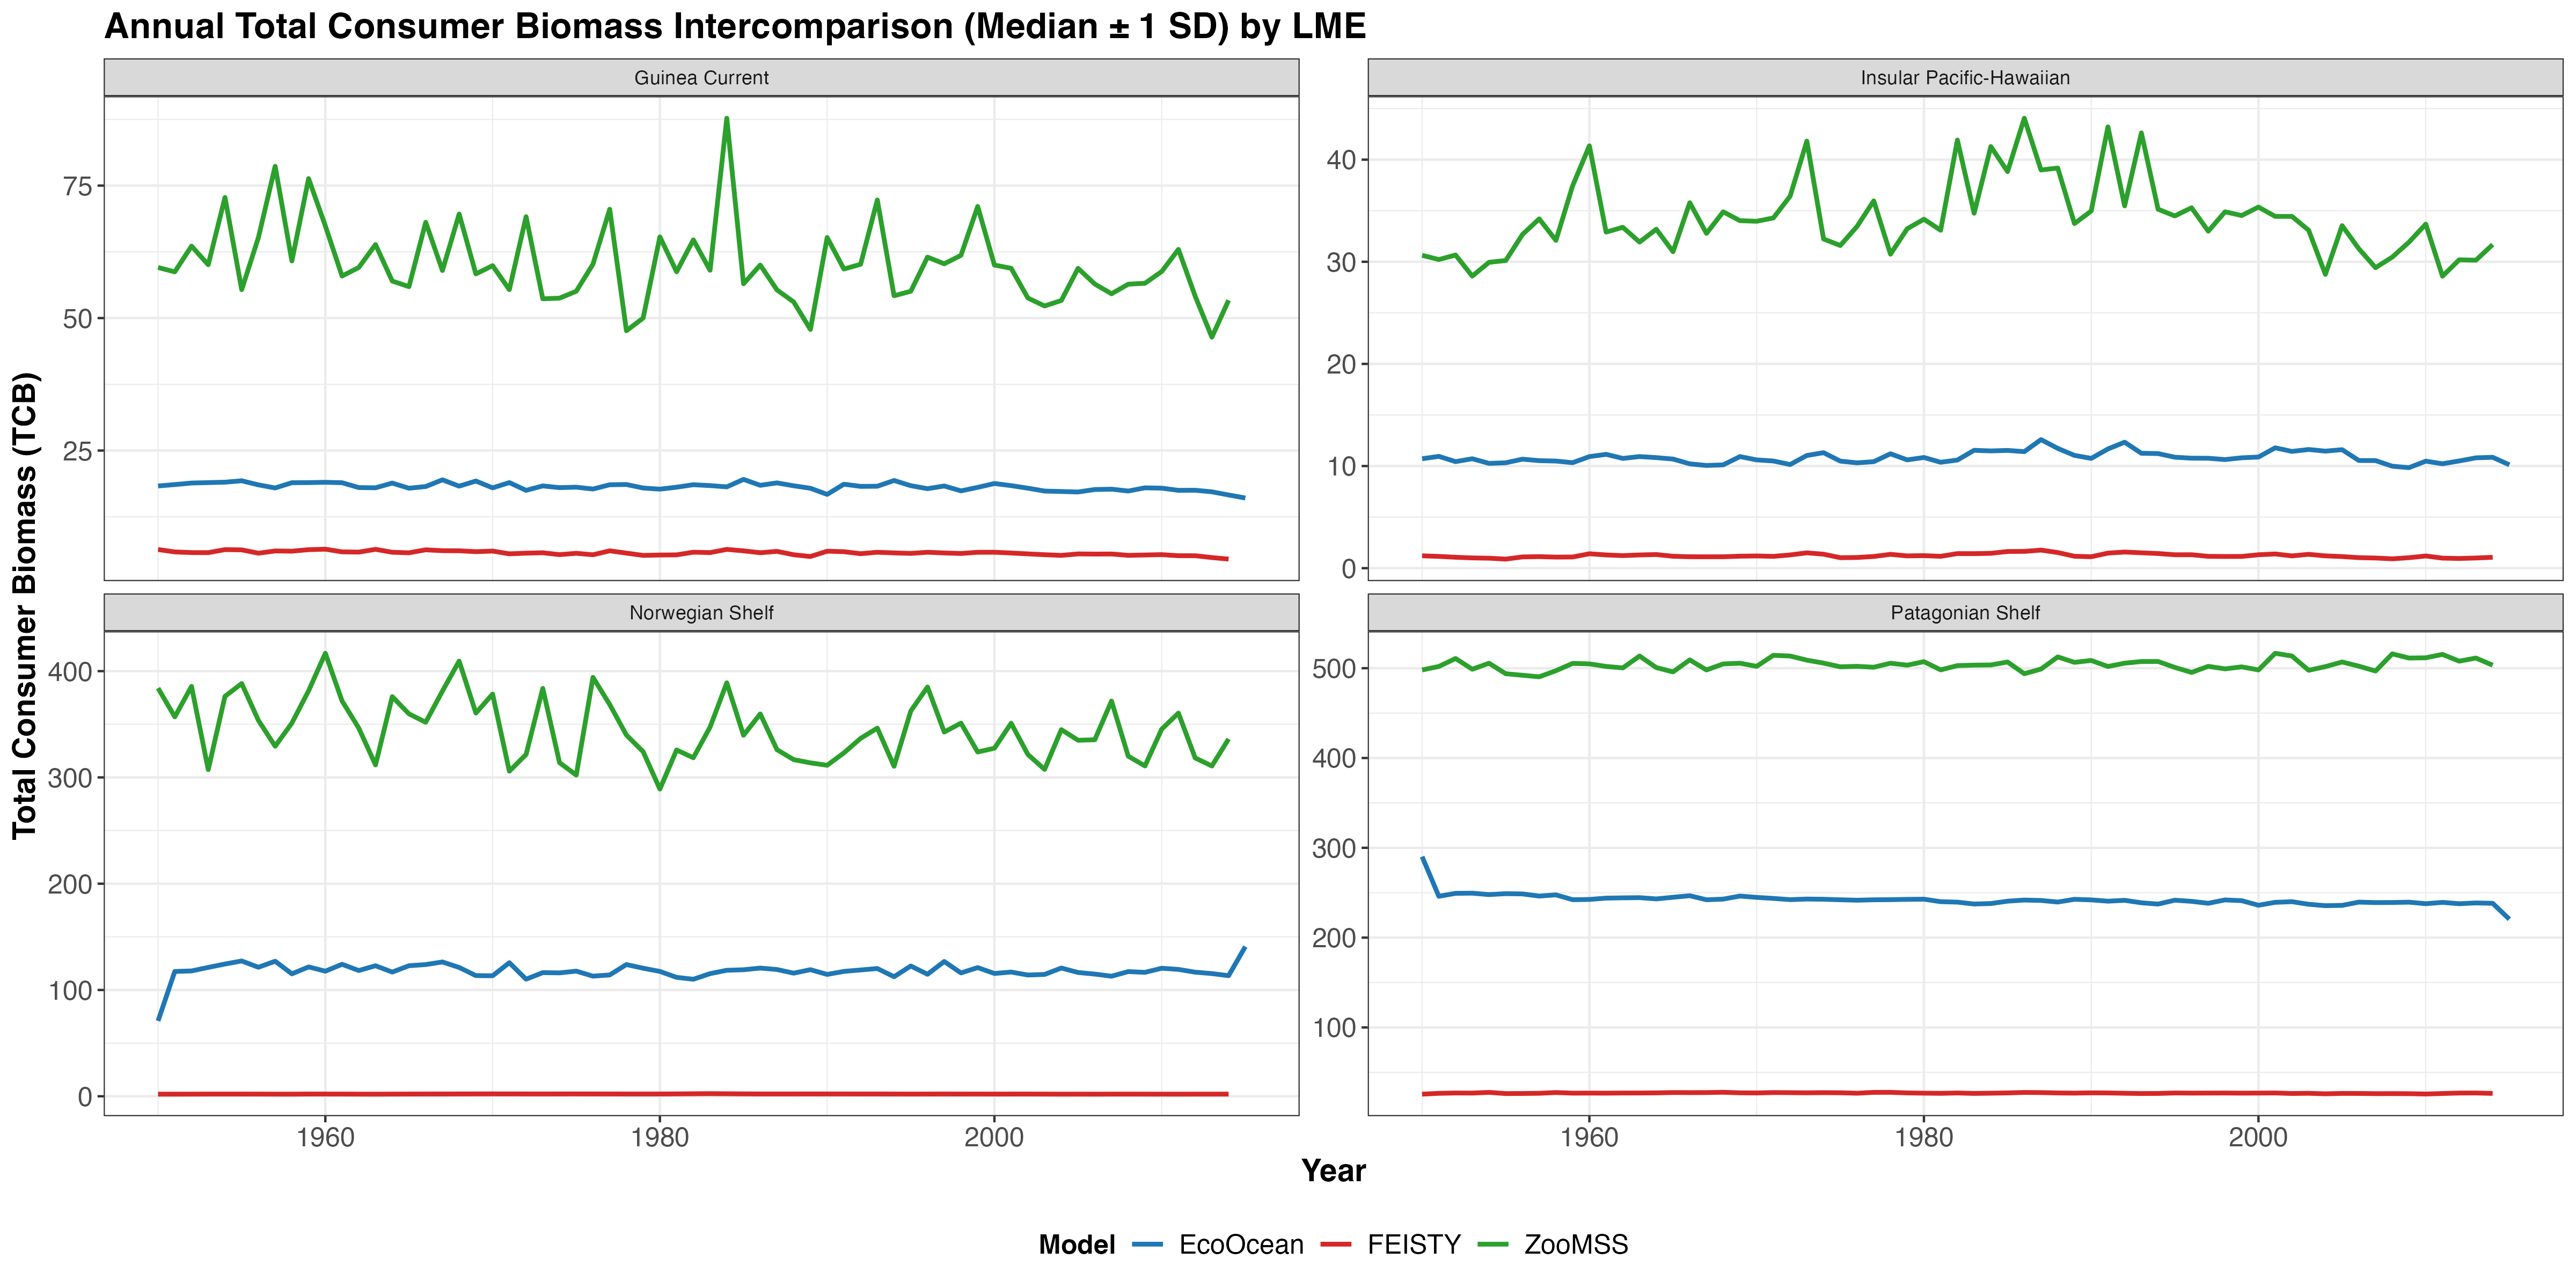 Annual Total Consumer Biomass Intercomparison (Median ± 1 SD) by LME
Guinea Current
Insular Pacific-Hawaiian
75
50
25
40
30
20
10
0
Total Consumer Biomass (TCB)
Norwegian Shelf
Patagonian Shelf
400
300
200
100
0
500
400
300
200
100
1960 1980 2000
1960 1980 2000
Year
Model EcoOcean FEISTY ZooMSS